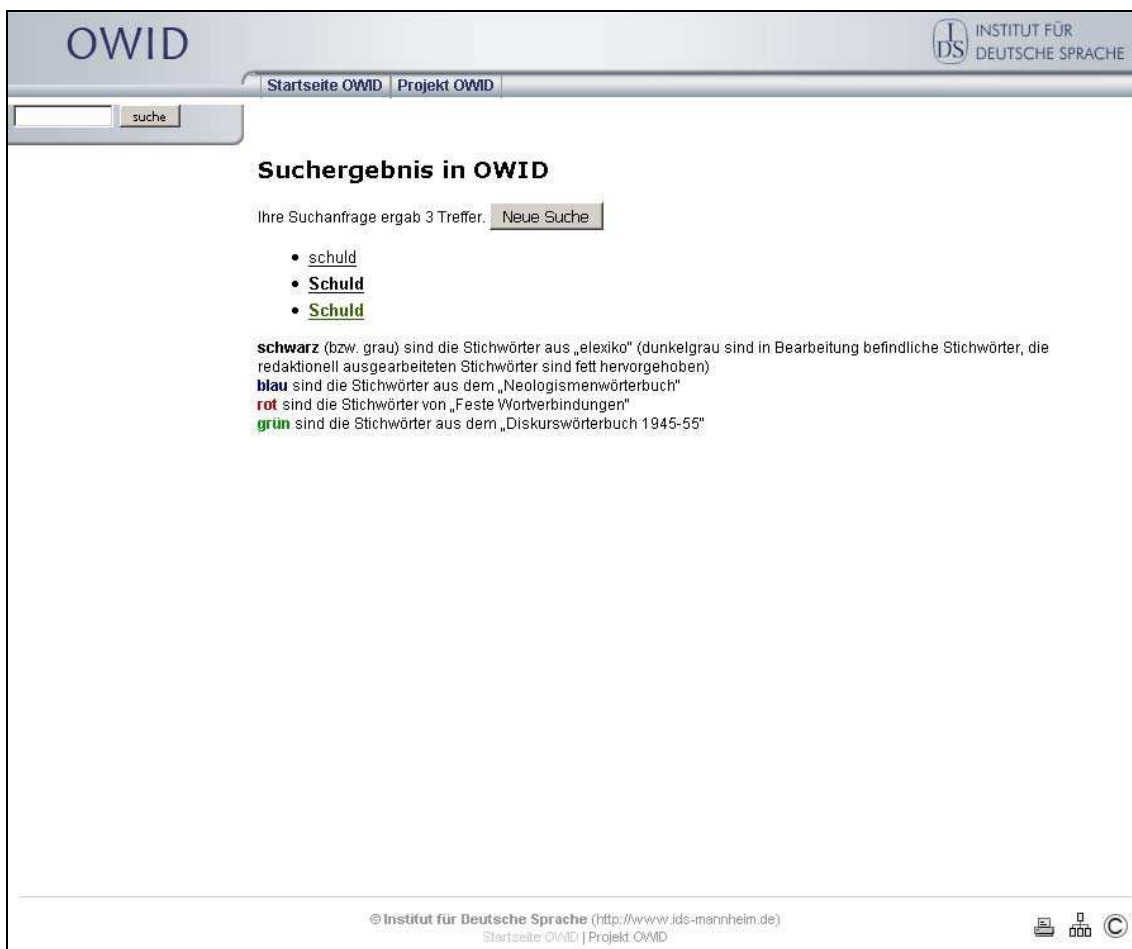 OWID
INSTITUT FÜR
DEUTSCHE SPRACHE
IDS
Startseite OWID | Projekt OWID
suche
Suchergebnis in OWID
Ihre Suchanfrage ergab 3 Treffer. Neue Suche
• schuld
• Schuld
• Schuld
schwarz (bzw. grau) sind die Stichwörter aus „elexiko" (dunkelgrau sind in Bearbeitung befindliche Stichwörter, die
redaktionell ausgearbeiteten Stichwörter sind fett hervorgehoben)
blau sind die Stichwörter aus dem „Neologismenwörterbuch"
rot sind die Stichwörter von „Feste Wortverbindungen"
grün sind die Stichwörter aus dem „Diskurswörterbuch 1945-55"
© Institut für Deutsche Sprache (http://www.ids-mannheim.de)
Startseite OWID | Projekt OWID
©